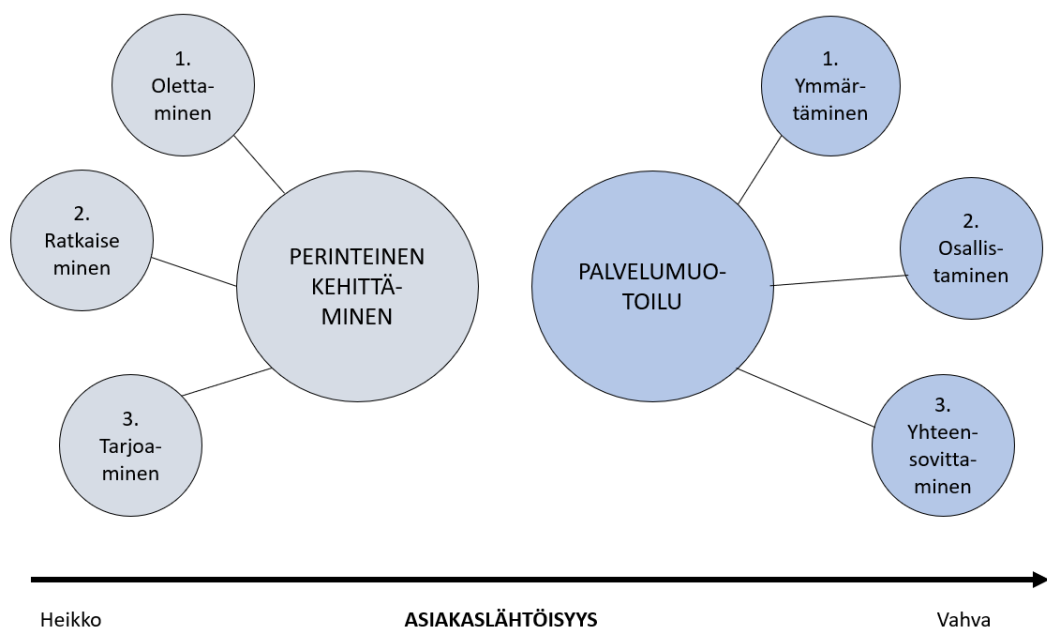 1.
Oletta-
minen
2.
Ratkaise
minen
3.
Tarjoa-
minen
PERINTEINEN
KEHITTÄ-
MINEN
PALVELUMUO-
TOILU
1.
Ymmär-
täminen
2.
Osallis-
taminen
3.
Yhteen-
sovitta-
minen
Heikko
ASIAKASLÄHTÖISYYS
Vahva